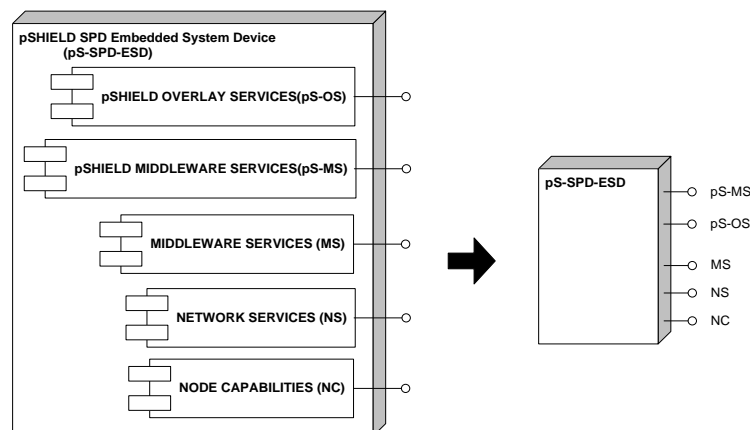 pSHIELD SPD Embedded System Device
(pS-SPD-ESD)
pSHIELD OVERLAY SERVICES(pS-OS)
pSHIELD MIDDLEWARE SERVICES(pS-MS)
MIDDLEWARE SERVICES (MS)
NETWORK SERVICES (NS)
NODE CAPABILITIES (NC)
pS-SPD-ESD
pS-MS
pS-OS
MS
NS
NC